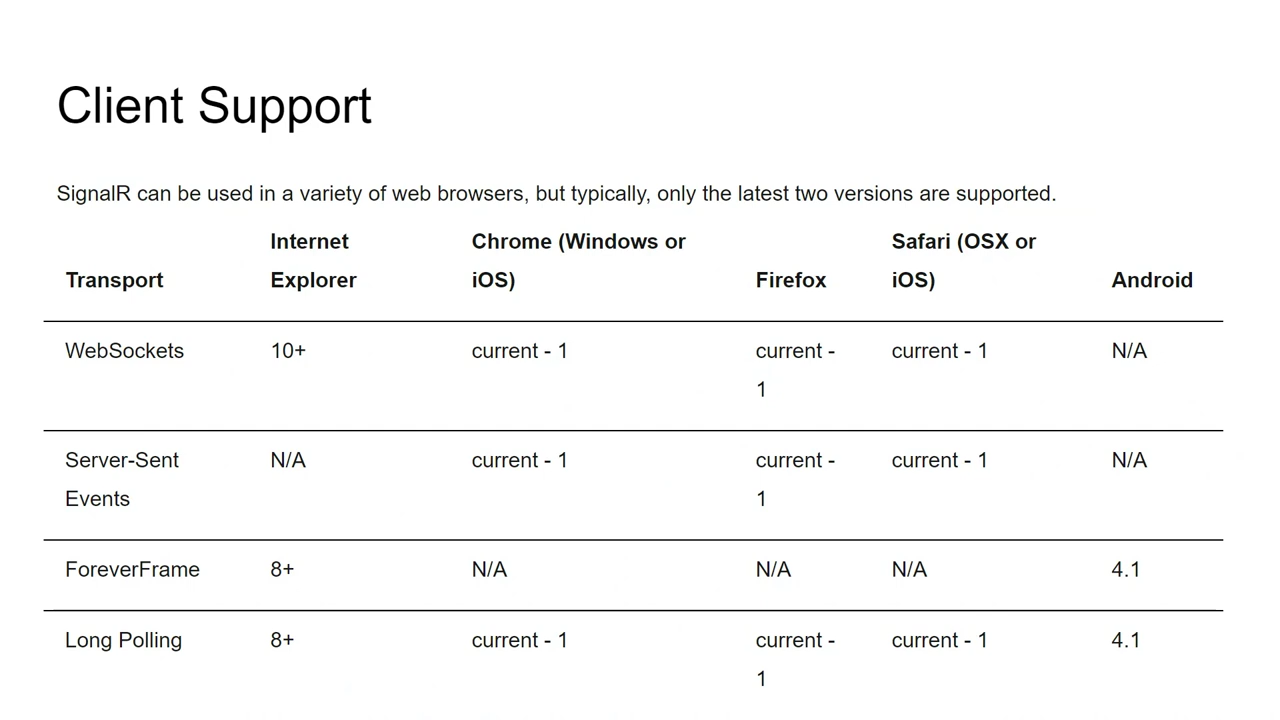 Client Support
SignalR can be used in a variety of web browsers, but typically, only the latest two versions are supported.
Transport Internet Explorer Chrome (Windows or iOS) Firefox Safari (OSX or iOS) Android
WebSockets 10+ current - 1 current - 1 current - 1 N/A
Server-Sent Events N/A current - 1 current - 1 current - 1 N/A
ForeverFrame 8+ N/A N/A N/A 4.1
Long Polling 8+ current - 1 current - 1 current - 1 4.1